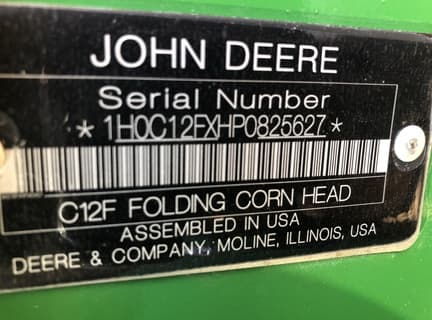 JOHN DEERE
Serial Number
*1H0C12FXHP0825627*
C12F FOLDING CORN HEAD
ASSEMBLED IN USA
DEERE & COMPANY, MOLINE, ILLINOIS, USA